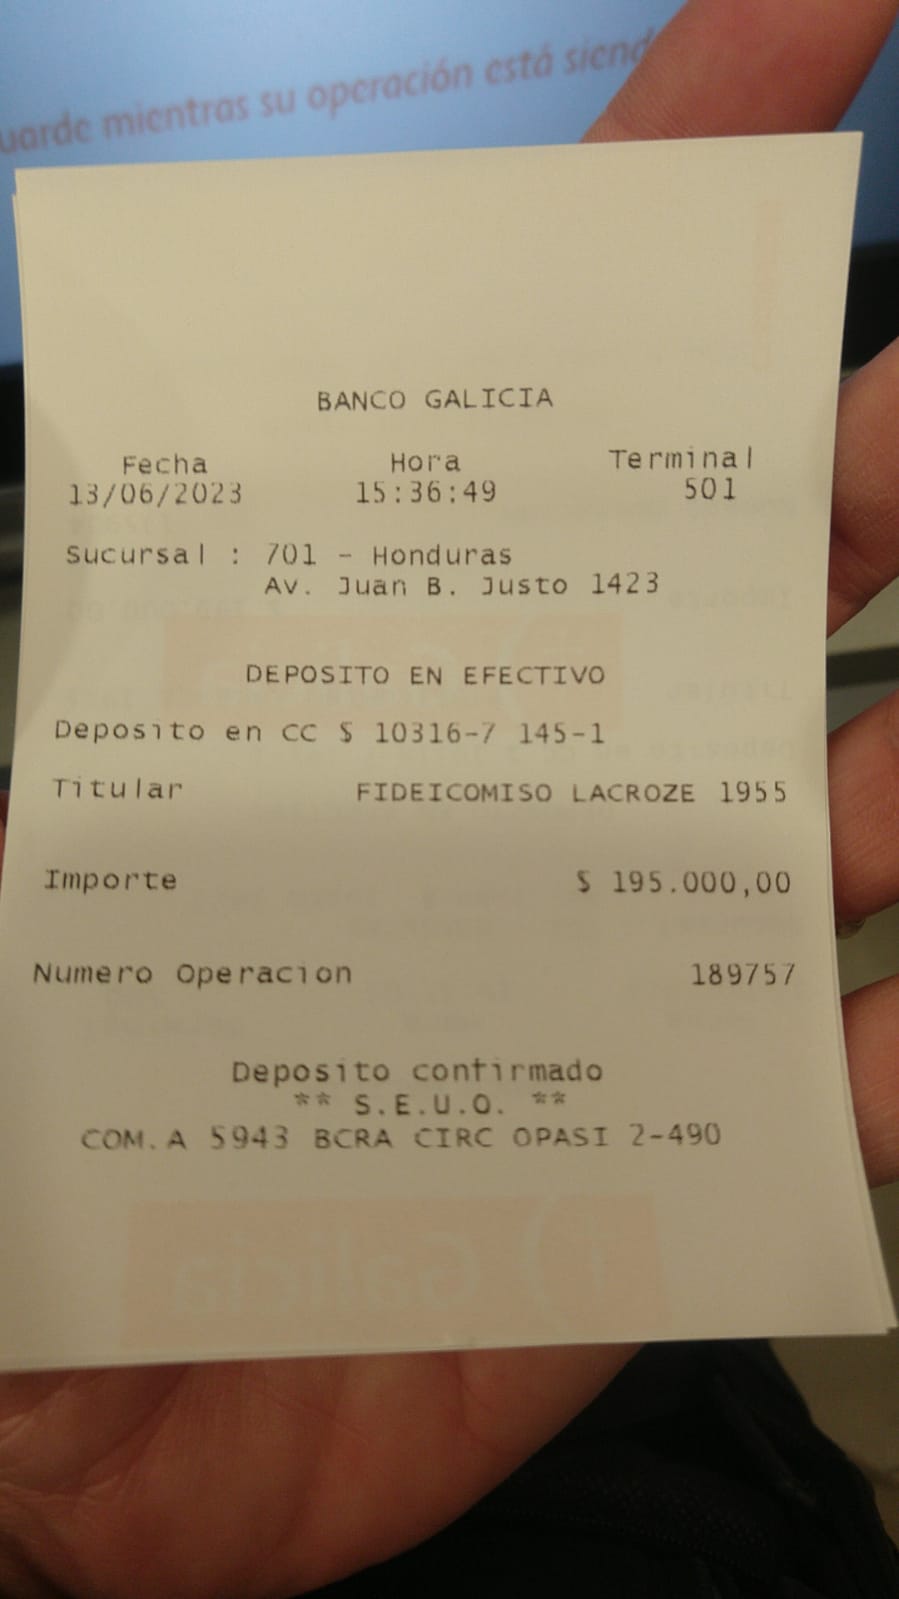 uarde mientras su operación está siend
BANCO GALICIA
Fecha Hora Terminal
13/06/2023 15:36:49 501
Sucursal : 701 - Honduras
Av. Juan B. Justo 1423
DEPOSITO EN EFECTIVO
Deposito en CC $ 10316-7 145-1
Titular FIDEICOMISO LACROZE 1955
Importe $ 195.000,00
Numero Operacion 189757
Deposito confirmado
** S.E.U.O. **
COM.A 5943 BCRA CIRC OPASI 2-490
Galicia